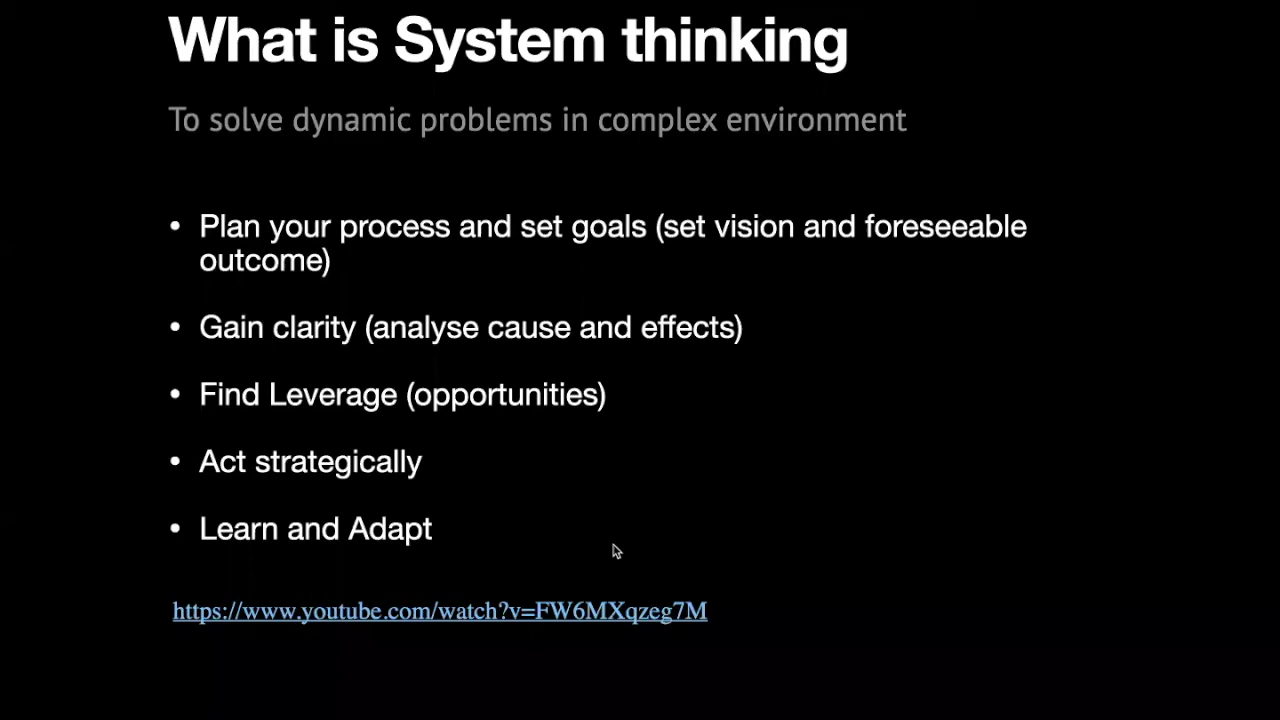 What is System thinking
To solve dynamic problems in complex environment
• Plan your process and set goals (set vision and foreseeable
outcome)
• Gain clarity (analyse cause and effects)
• Find Leverage (opportunities)
• Act strategically
• Learn and Adapt
https://www.youtube.com/watch?v=FW6MXqzeg7M